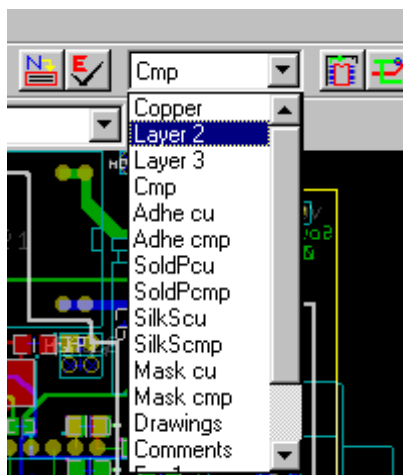 N
E
Cmp
Copper
Layer 2
Layer 3
Cmp
Adhe cu
Adhe cmp
SoldPcu
SoldPcmp
SilkScu
SilkScmp
Mask cu
Mask cmp
Drawings
Comments